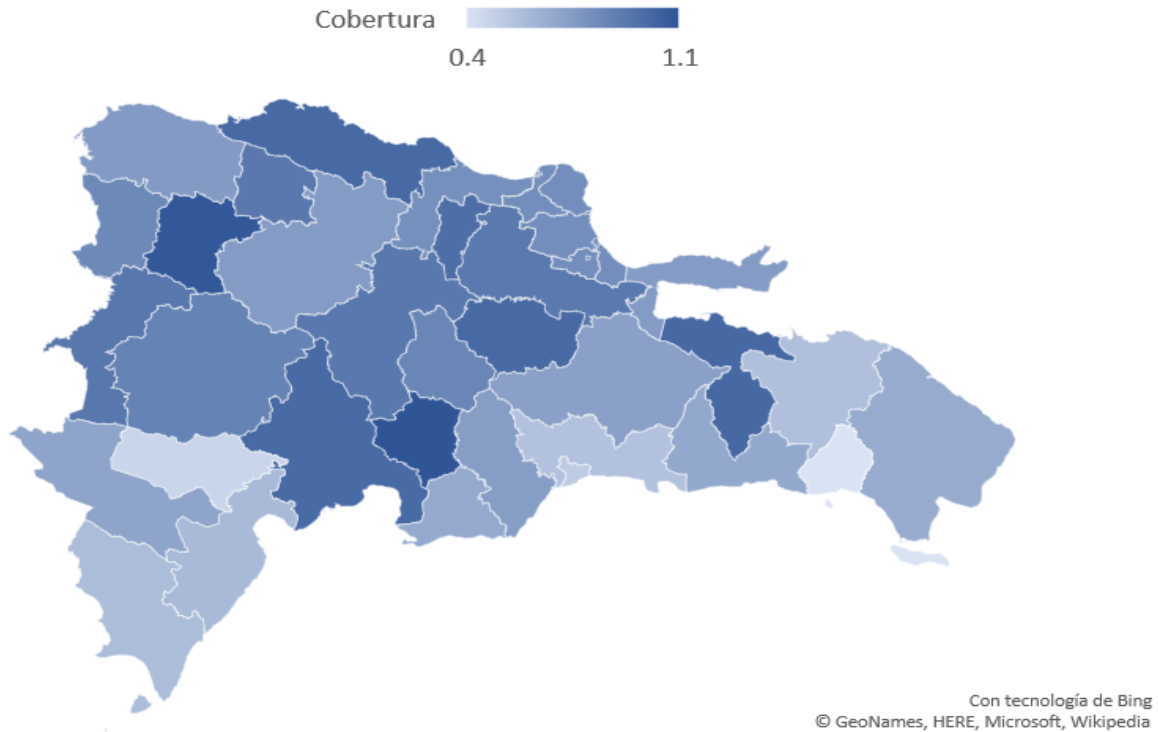 Cobertura
0.4 1.1
Con tecnología de Bing
© GeoNames, HERE, Microsoft, Wikipedia